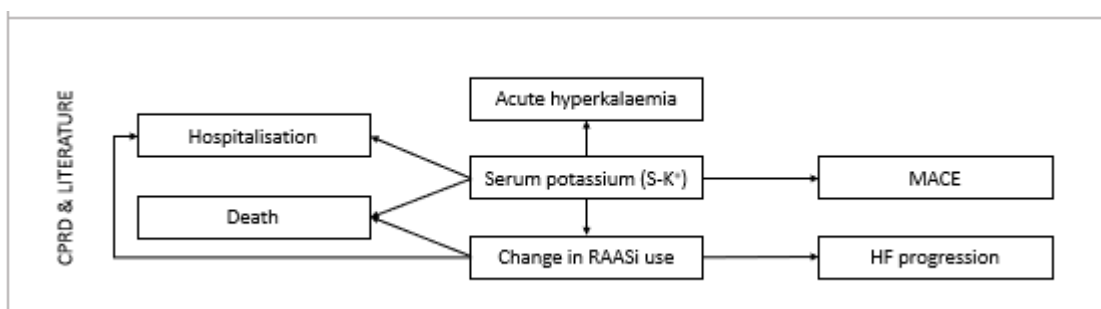 CPRD & LITERATURE
Acute hyperkalaemia
Hospitalisation
Serum potassium (S-K⁺)
MACE
Death
Change in RAASi use
HF progression